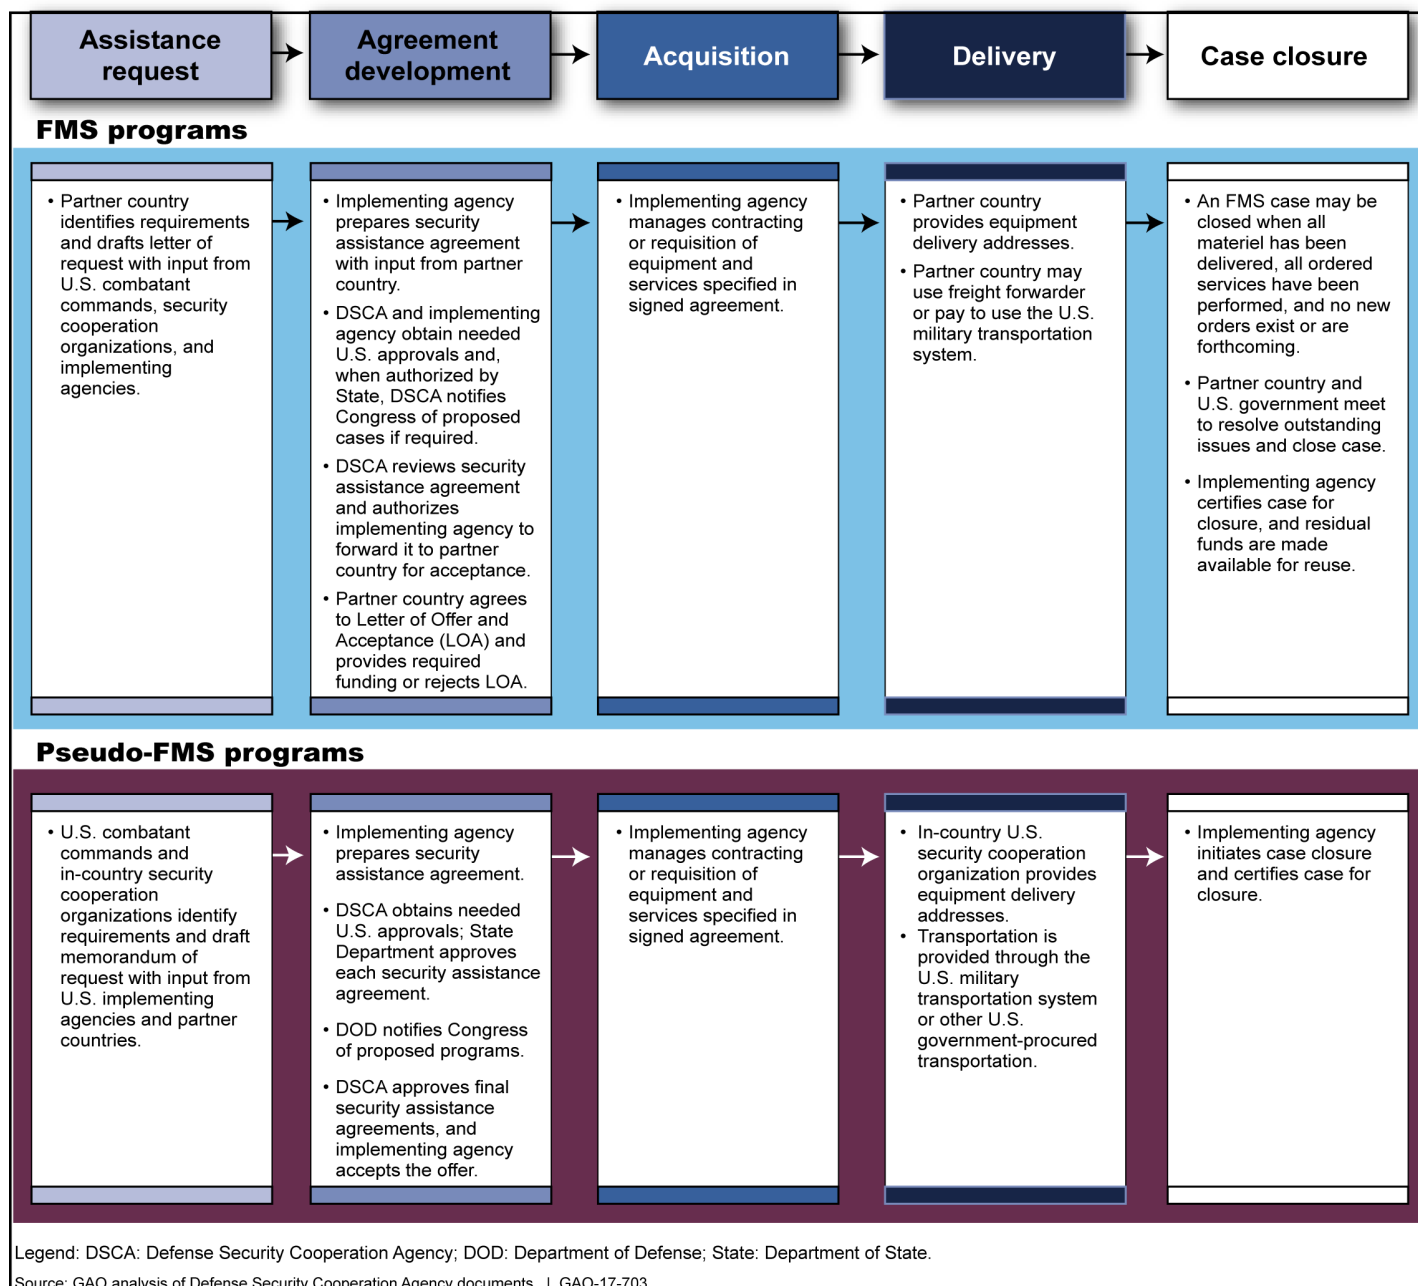 Assistance
request
Agreement
development
Acquisition
Delivery
Case closure
FMS programs
• Partner country
identifies requirements
and drafts letter of
request with input from
U.S. combatant
commands, security
cooperation
organizations, and
implementing
agencies.
• Implementing agency
prepares security
assistance agreement
with input from partner
country.
• DSCA and implementing
agency obtain needed
U.S. approvals and,
when authorized by
State, DSCA notifies
Congress of proposed
cases if required.
• DSCA reviews security
assistance agreement
and authorizes
implementing agency to
forward it to partner
country for acceptance.
• Partner country agrees
to Letter of Offer and
Acceptance (LOA) and
provides required
funding or rejects LOA.
• Implementing agency
manages contracting
or requisition of
equipment and
services specified in
signed agreement.
• Partner country
provides equipment
delivery addresses.
• Partner country may
use freight forwarder
or pay to use the U.S.
military transportation
system.
• An FMS case may be
closed when all
materiel has been
delivered, all ordered
services have been
performed, and no new
orders exist or are
forthcoming.
• Partner country and
U.S. government meet
to resolve outstanding
issues and close case.
• Implementing agency
certifies case for
closure, and residual
funds are made
available for reuse.
Pseudo-FMS programs
• U.S. combatant
commands and
in-country security
cooperation
organizations identify
requirements and draft
memorandum of
request with input from
U.S. implementing
agencies and partner
countries.
• Implementing agency
prepares security
assistance agreement.
• DSCA obtains needed
U.S. approvals; State
Department approves
each security assistance
agreement.
• DOD notifies Congress
of proposed programs.
• DSCA approves final
security assistance
agreements, and
implementing agency
accepts the offer.
• Implementing agency
manages contracting
or requisition of
equipment and
services specified in
signed agreement.
• In-country U.S.
security cooperation
organization provides
equipment delivery
addresses.
• Transportation is
provided through the
U.S. military
transportation system
or other U.S.
government-procured
transportation.
• Implementing agency
initiates case closure
and certifies case for
closure.
Legend: DSCA: Defense Security Cooperation Agency; DOD: Department of Defense; State: Department of State.
Source: GAO analysis of Defense Security Cooperation Agency documents. | GAO-17-703